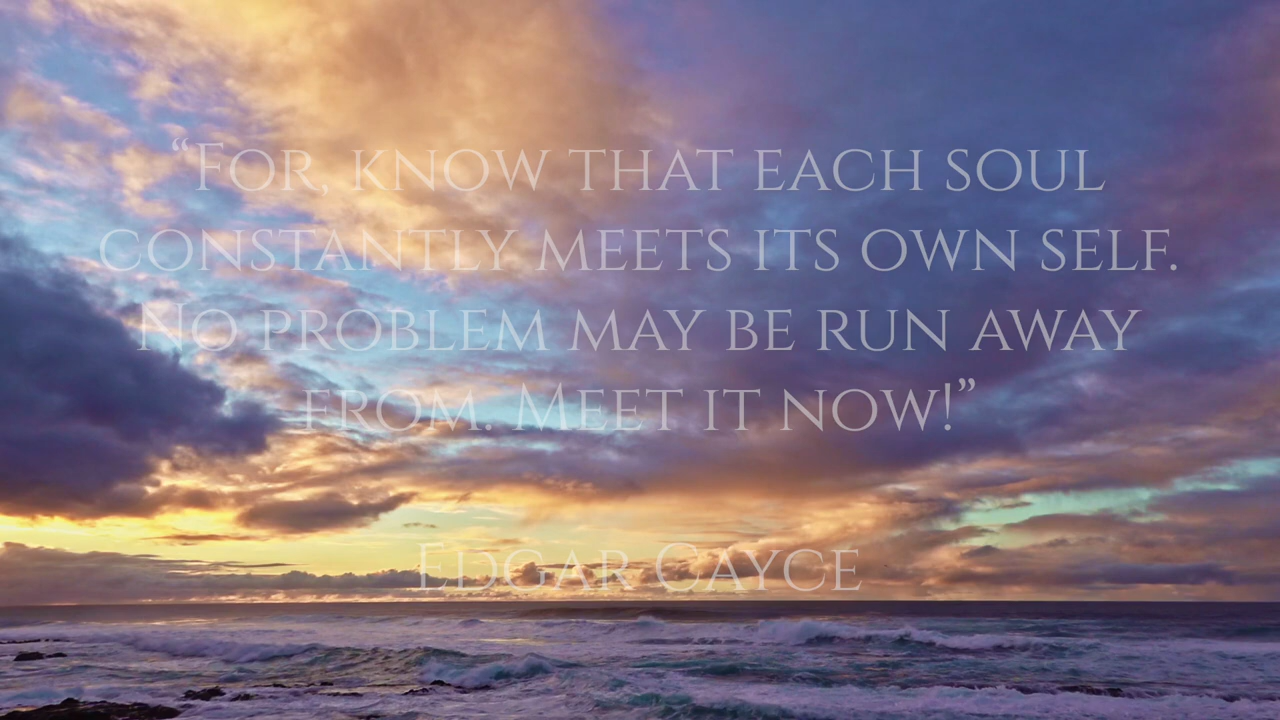 “For, know that each soul
constantly meets its own self.
No problem may be run away
from. Meet it now!”
Edgar Cayce